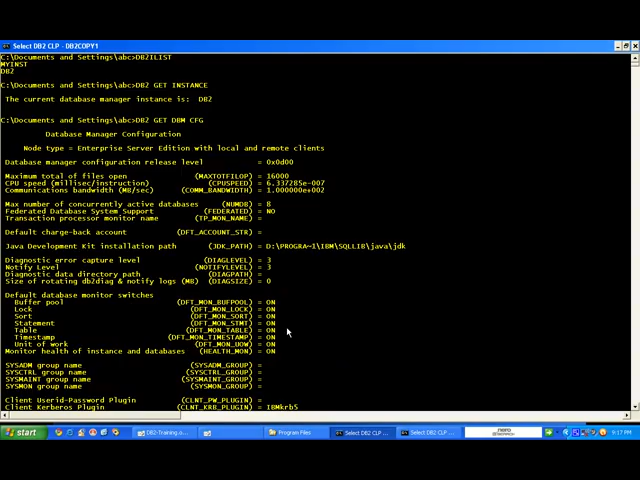 Select DB2 CLP - DB2COPY1
C:\Documents and Settings\abc>DB2ILIST
MYINST
DB2
C:\Documents and Settings\abc>DB2 GET INSTANCE
The current database manager instance is:  DB2
C:\Documents and Settings\abc>DB2 GET DBM CFG
Database Manager Configuration
Node type = Enterprise Server Edition with local and remote clients
Database manager configuration release level = 0x0d00
Maximum total of files open (MAXTOTFILOP) = 16000
CPU speed (millisec/instruction) (CPUSPEED) = 6.337285e-007
Communications bandwidth (MB/sec) (COMM_BANDWIDTH) = 1.000000e+002
Max number of concurrently active databases (NUMDB) = 8
Federated Database System Support (FEDERATED) = NO
Transaction processor monitor name (TP_MON_NAME) =
Default charge-back account (DFT_ACCOUNT_STR) =
Java Development Kit installation path (JDK_PATH) = D:\PROGRA~1\IBM\SQLLIB\java\jdk
Diagnostic error capture level (DIAGLEVEL) = 3
Notify Level (NOTIFYLEVEL) = 3
Diagnostic data directory path (DIAGPATH) =
Size of rotating db2diag & notify logs (MB) (DIAGSIZE) = 0
Default database monitor switches
Buffer pool (DFT_MON_BUFPOOL) = ON
Lock (DFT_MON_LOCK) = ON
Sort (DFT_MON_SORT) = ON
Statement (DFT_MON_STMT) = ON
Table (DFT_MON_TABLE) = ON
Timestamp (DFT_MON_TIMESTAMP) = ON
Unit of work (DFT_MON_UOW) = ON
Monitor health of instance and databases (HEALTH_MON) = ON
SYSADM group name (SYSADM_GROUP) =
SYSCTRL group name (SYSCTRL_GROUP) =
SYSMAINT group name (SYSMAINT_GROUP) =
SYSMON group name (SYSMON_GROUP) =
Client Userid-Password Plugin (CLNT_PW_PLUGIN) =
Client Kerberos Plugin (CLNT_KRB_PLUGIN) = IBMkrb5
start
DB2-Training.o...
Program Files
Select DB2 CLP ...
Select DB2 CLP ...
nero
9:17 PM